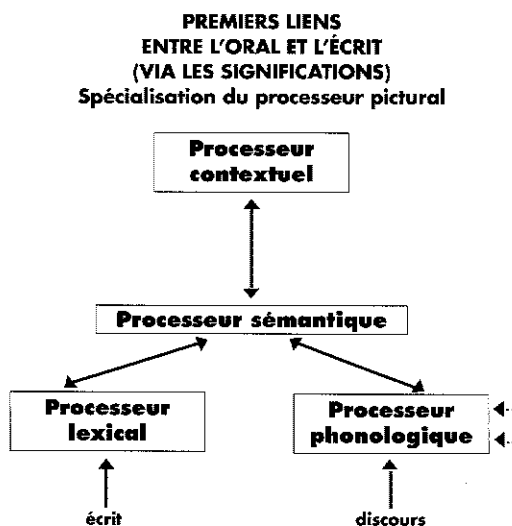 PREMIERS LIENS
ENTRE L'ORAL ET L'ÉCRIT
(VIA LES SIGNIFICATIONS)
Spécialisation du processeur pictural
Processeur
contextuel
Processeur sémantique
Processeur
lexical
Processeur
phonologique
écrit
discours